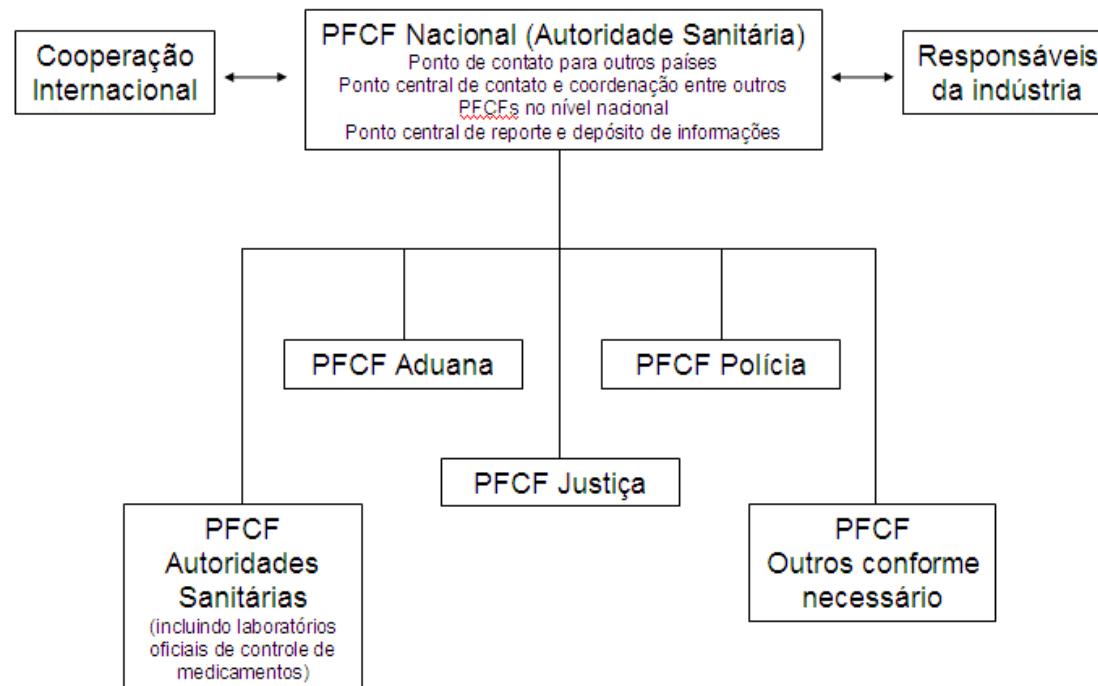 Cooperação
Internacional
PFCF Nacional (Autoridade Sanitária)
Ponto de contato para outros países
Ponto central de contato e coordenação entre outros
PFCFs no nível nacional
Ponto central de reporte e depósito de informações
Responsáveis
da indústria
PFCF Aduana
PFCF Polícia
PFCF Justiça
PFCF
Autoridades
Sanitárias
(incluindo laboratórios
oficiais de controle de
medicamentos)
PFCF
Outros conforme
necessário